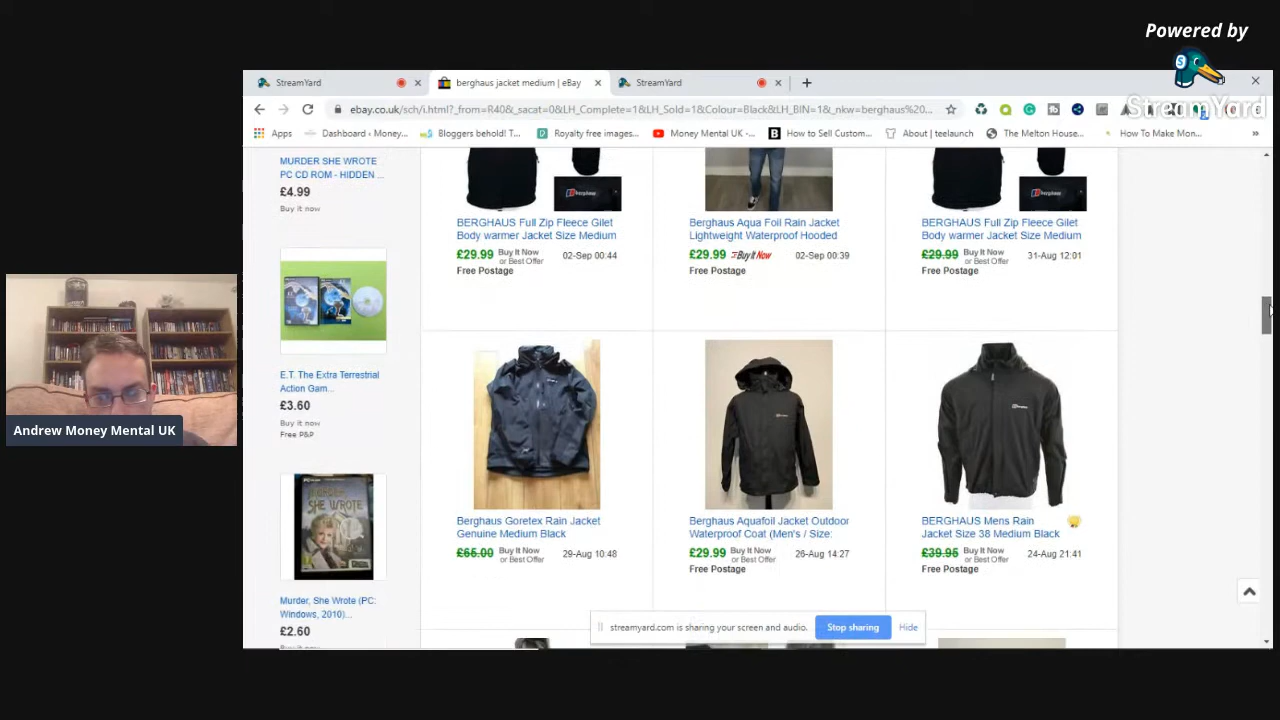 Powered by
StreamYard
StreamYard
berghaus jacket medium | eBay
StreamYard
ebay.co.uk/sch/i.html?_from=R40&_sacat=0&LH_Complete=1&LH_Sold=1&Colour=Black&LH_BIN=1&_nkw=berghaus%20...
Apps
Dashboard ‹ Money...
Bloggers behold! T...
Royalty free images...
Money Mental UK -...
How to Sell Custom...
About | teelaunch
The Melton House...
How To Make Mon...
MURDER SHE WROTE
PC CD ROM - HIDDEN ...
£4.99
Buy it now
E.T. The Extra Terrestrial
Action Gam...
£3.60
Buy it now
Free P&P
MURDER
SHE WROTE
Murder, She Wrote (PC:
Windows, 2010)...
£2.60
berghaus
BERGHAUS Full Zip Fleece Gilet
Body warmer Jacket Size Medium
£29.99
Buy It Now
or Best Offer
02-Sep 00:44
Free Postage
Berghaus Aqua Foil Rain Jacket
Lightweight Waterproof Hooded
£29.99
Buy It Now
02-Sep 00:39
Free Postage
berghaus
BERGHAUS Full Zip Fleece Gilet
Body warmer Jacket Size Medium
£29.99
Buy It Now
or Best Offer
31-Aug 12:01
Free Postage
Berghaus Goretex Rain Jacket
Genuine Medium Black
£65.00
Buy It Now
or Best Offer
29-Aug 10:48
Berghaus Aquafoil Jacket Outdoor
Waterproof Coat (Men's / Size:
£29.99
Buy It Now
or Best Offer
26-Aug 14:27
Free Postage
BERGHAUS Mens Rain
Jacket Size 38 Medium Black
£39.95
Buy It Now
or Best Offer
24-Aug 21:41
Free Postage
streamyard.com is sharing your screen and audio.
Stop sharing
Hide
Andrew Money Mental UK